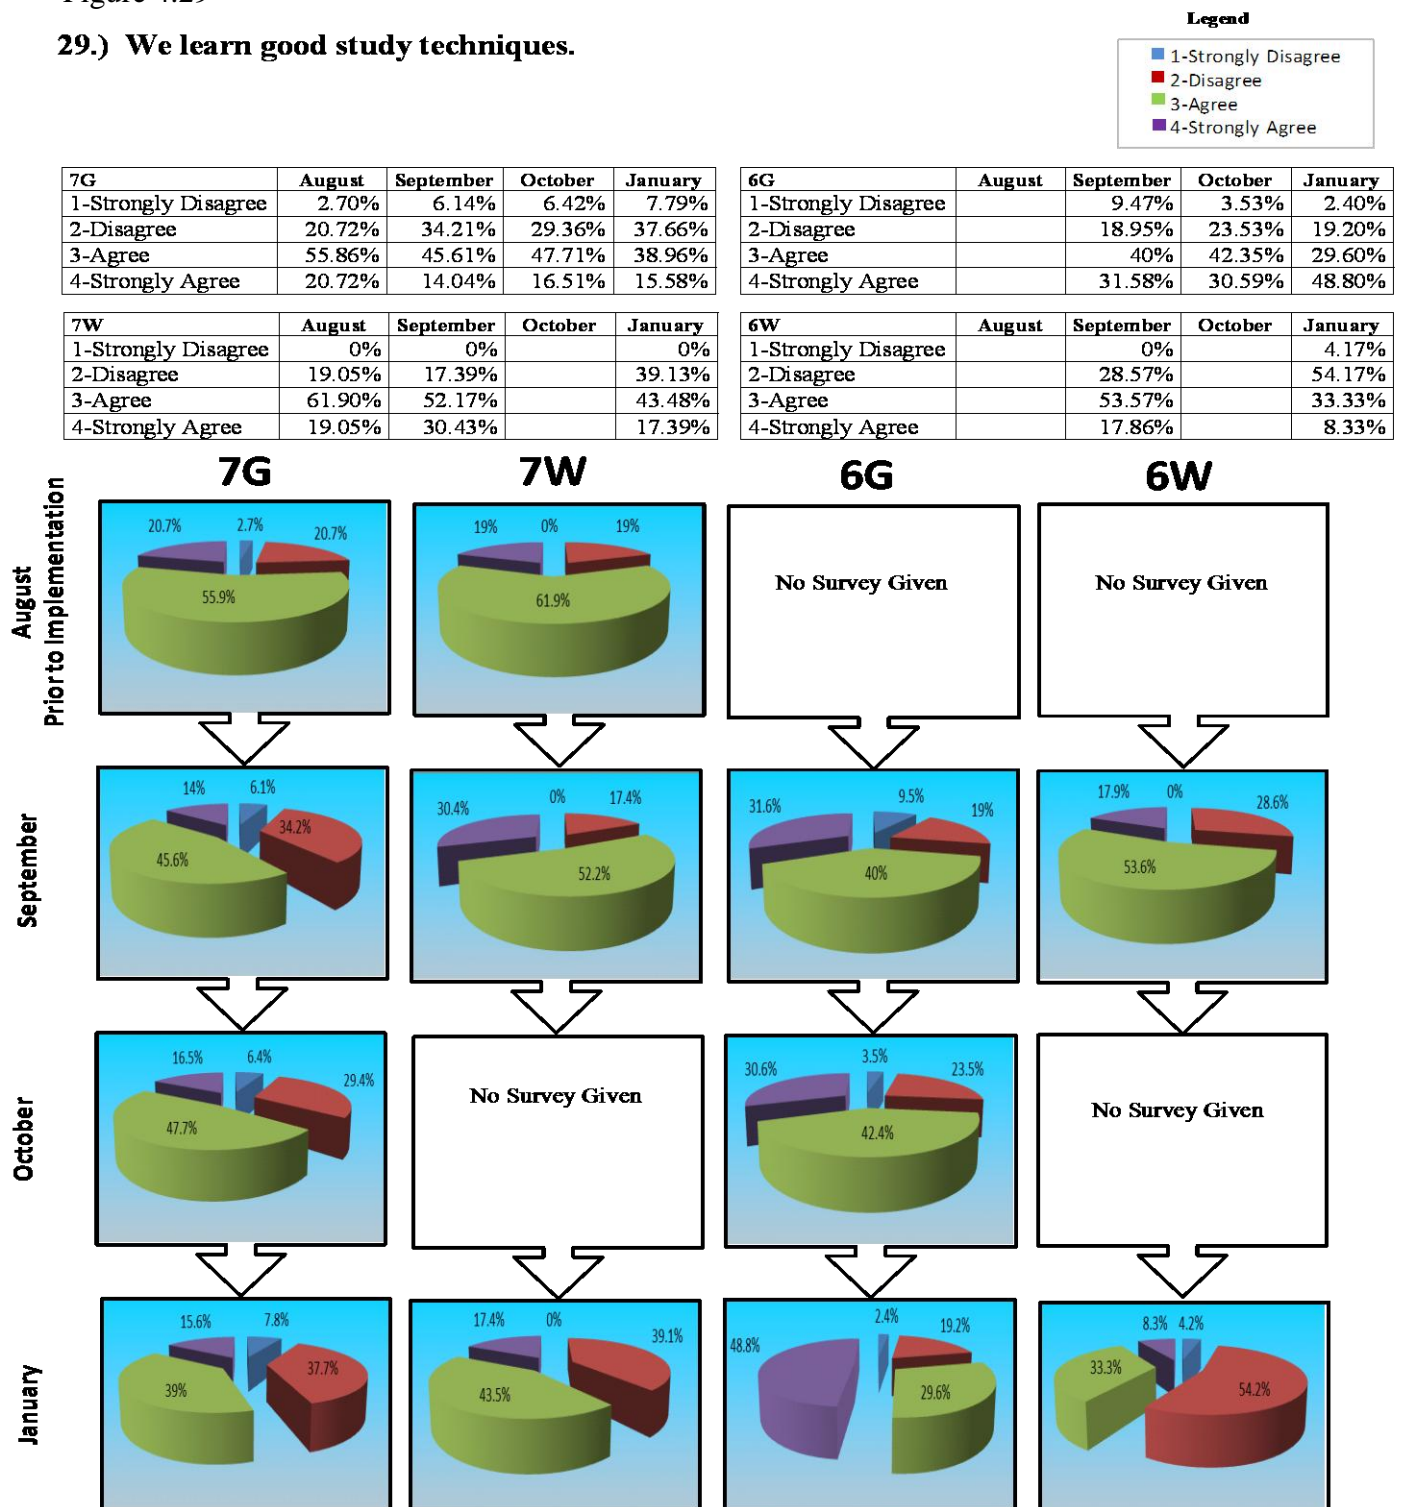 Figure 4.29
29.) We learn good study techniques.
Legend
1-Strongly Disagree
2-Disagree
3-Agree
4-Strongly Agree
7G August September October January
1-Strongly Disagree 2.70% 6.14% 6.42% 7.79%
2-Disagree 20.72% 34.21% 29.36% 37.66%
3-Agree 55.86% 45.61% 47.71% 38.96%
4-Strongly Agree 20.72% 14.04% 16.51% 15.58%
6G August September October January
1-Strongly Disagree 9.47% 3.53% 2.40%
2-Disagree 18.95% 23.53% 19.20%
3-Agree 40% 42.35% 29.60%
4-Strongly Agree 31.58% 30.59% 48.80%
7W August September October January
1-Strongly Disagree 0% 0% 0%
2-Disagree 19.05% 17.39% 39.13%
3-Agree 61.90% 52.17% 43.48%
4-Strongly Agree 19.05% 30.43% 17.39%
6W August September October January
1-Strongly Disagree 0% 4.17%
2-Disagree 28.57% 54.17%
3-Agree 53.57% 33.33%
4-Strongly Agree 17.86% 8.33%
7G 7W 6G 6W
August
Prior to Implementation
20.7% 2.7% 20.7%
55.9%
19% 0% 19%
61.9%
No Survey Given
No Survey Given
September
14% 6.1%
34.2%
45.6%
30.4% 0% 17.4%
52.2%
31.6% 9.5% 19%
40%
17.9% 0% 28.6%
53.6%
October
16.5% 6.4% 29.4%
47.7%
No Survey Given
30.6% 3.5% 23.5%
42.4%
No Survey Given
January
15.6% 7.8%
37.7%
39%
17.4% 0% 39.1%
43.5%
48.8% 2.4% 19.2%
29.6%
8.3% 4.2%
33.3% 54.2%